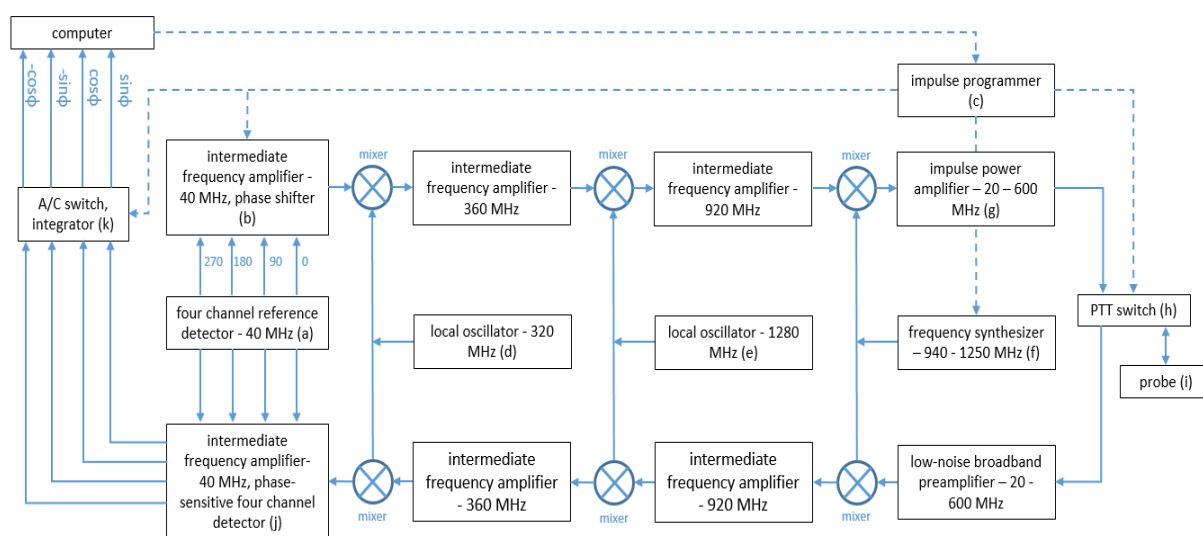 computer
-cosϕ
-sinϕ
cosϕ
sinϕ
impulse programmer
(c)
intermediate
frequency amplifier -
40 MHz, phase shifter
(b)
mixer
intermediate
frequency amplifier -
360 MHz
mixer
intermediate
frequency amplifier-
920 MHz
mixer
impulse power
amplifier – 20 – 600
MHz (g)
A/C switch,
integrator (k)
270
180
90
0
four channel reference
detector - 40 MHz (a)
local oscillator - 320
MHz (d)
local oscillator - 1280
MHz (e)
frequency synthesizer
– 940 - 1250 MHz (f)
PTT switch (h)
probe (i)
intermediate
frequency amplifier-
40 MHz, phase-
sensitive four channel
detector (j)
mixer
intermediate
frequency amplifier
- 360 MHz
mixer
intermediate
frequency amplifier
- 920 MHz
mixer
low-noise broadband
preamplifier – 20 -
600 MHz